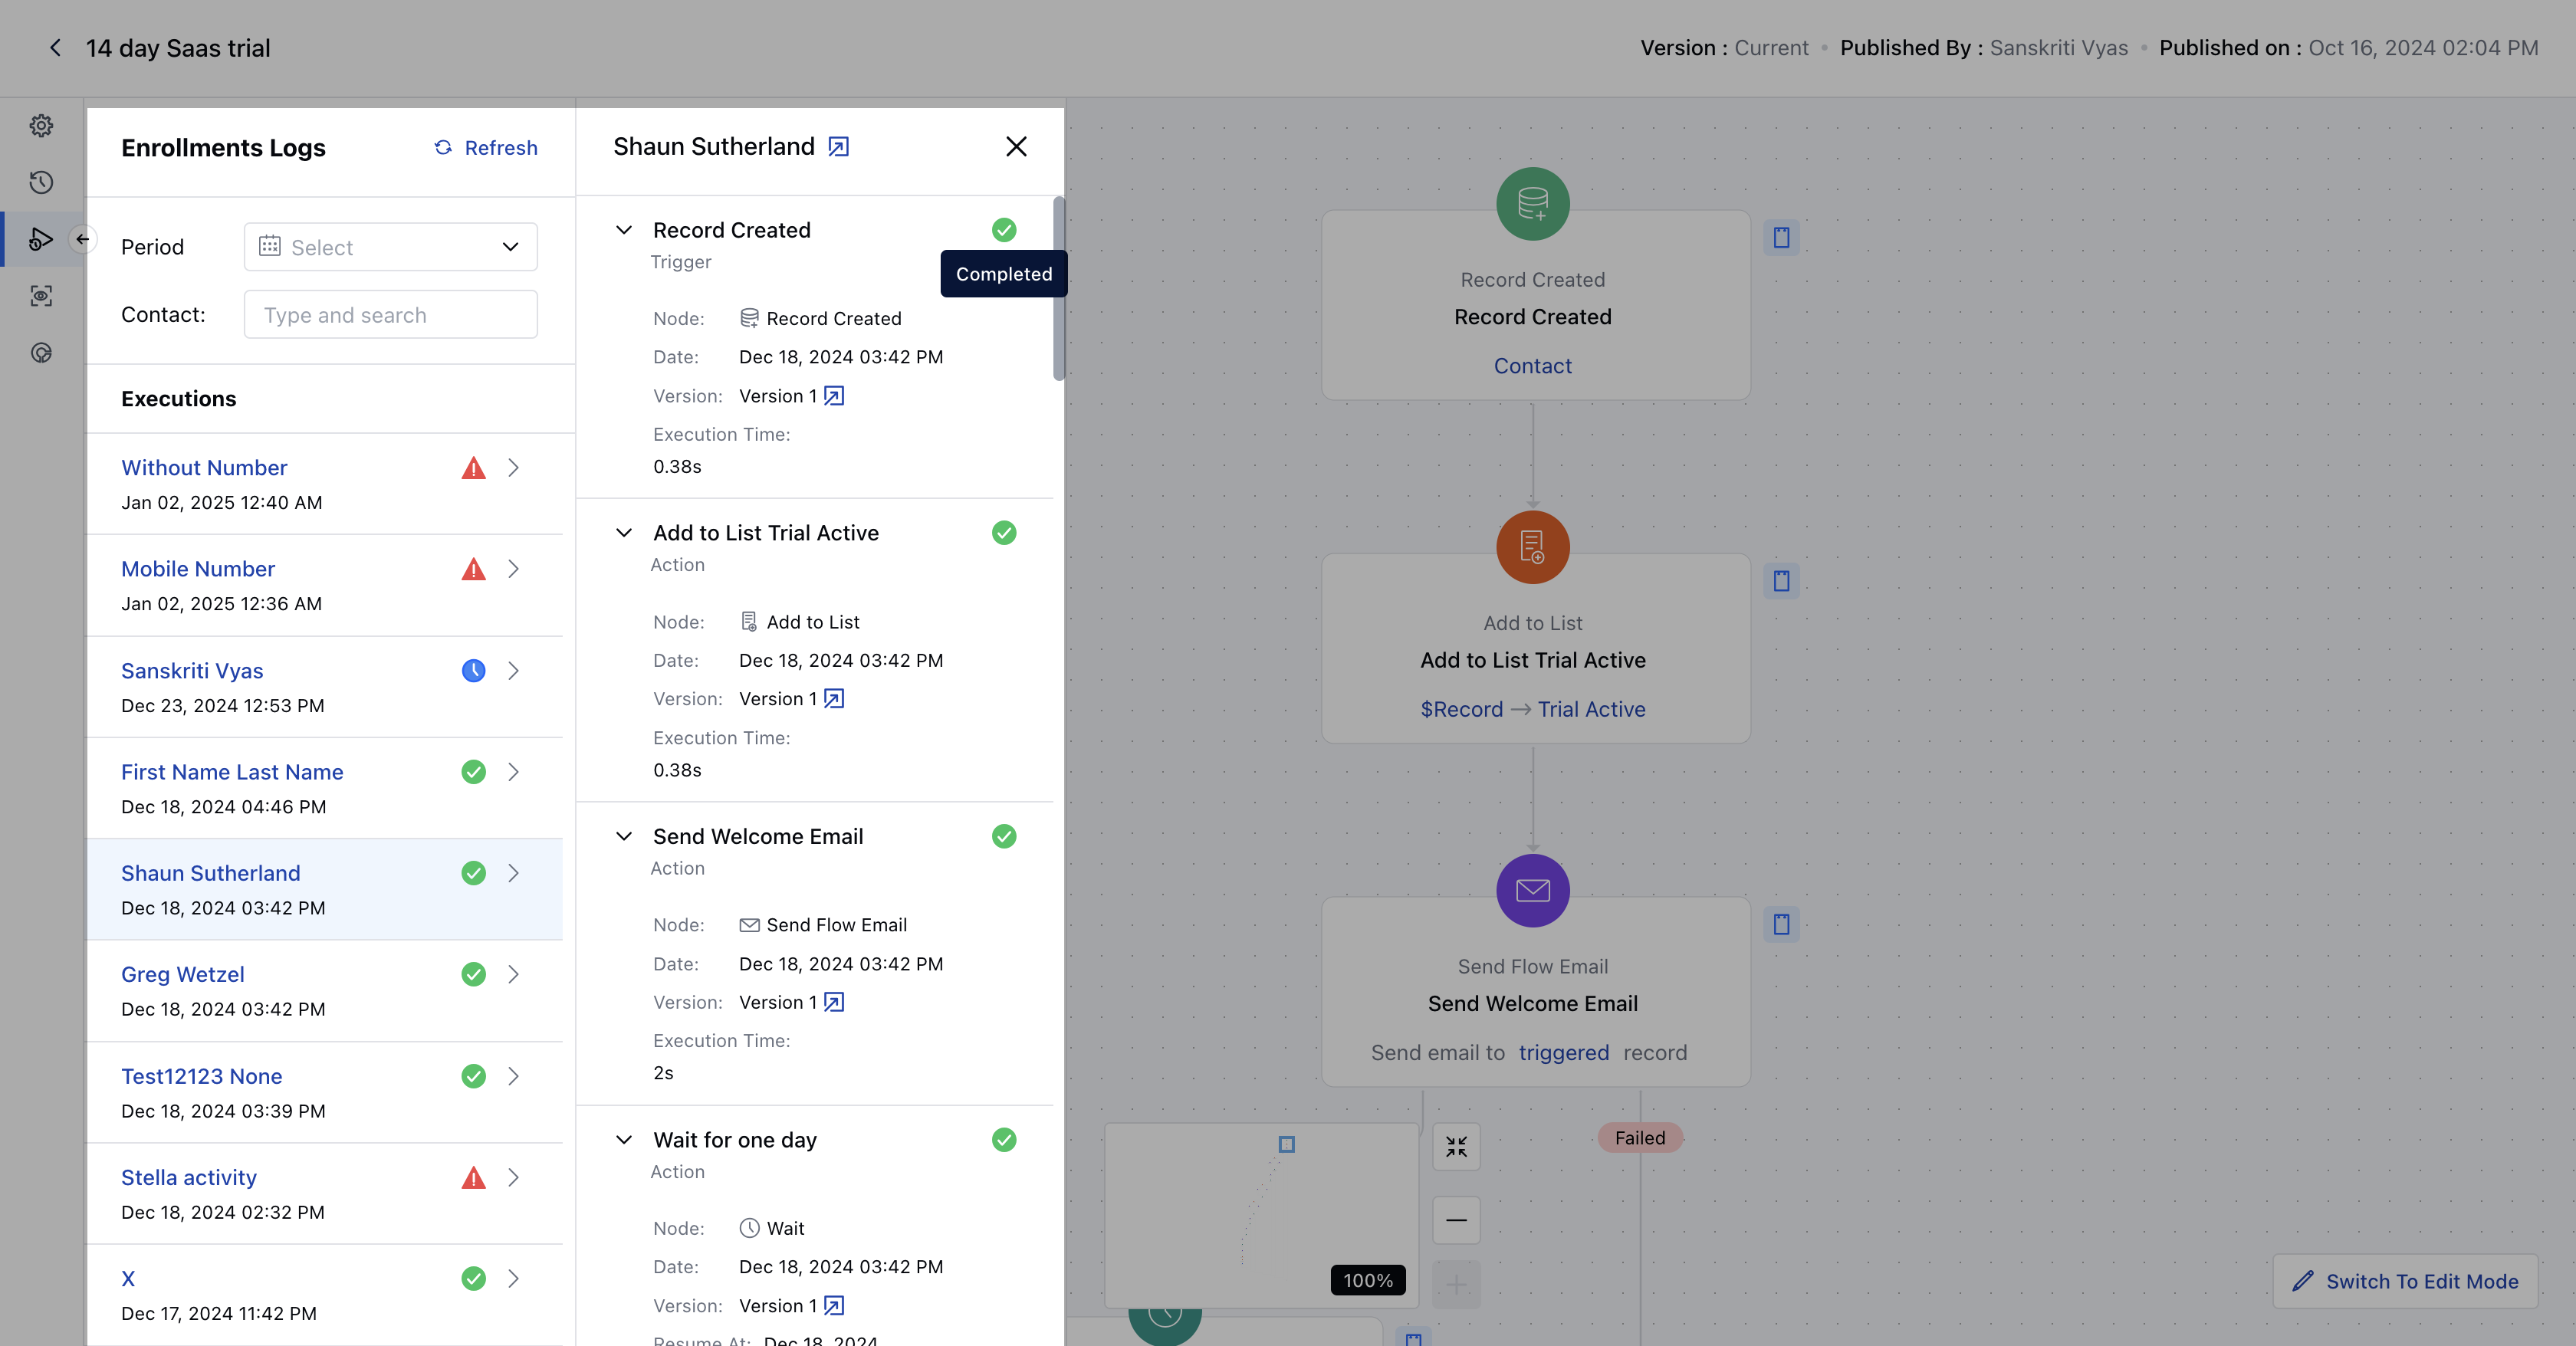 14 day Saas trial
Version : Current • Published By : Sanskriti Vyas • Published on : Oct 16, 2024 02:04 PM
Enrollments Logs
Refresh
Period
Select
Contact:
Type and search
Executions
Without Number
Jan 02, 2025 12:40 AM
Mobile Number
Jan 02, 2025 12:36 AM
Sanskriti Vyas
Dec 23, 2024 12:53 PM
First Name Last Name
Dec 18, 2024 04:46 PM
Shaun Sutherland
Dec 18, 2024 03:42 PM
Greg Wetzel
Dec 18, 2024 03:42 PM
Test12123 None
Dec 18, 2024 03:39 PM
Stella activity
Dec 18, 2024 02:32 PM
X
Dec 17, 2024 11:42 PM
Shaun Sutherland
Record Created
Trigger
Completed
Node: Record Created
Date: Dec 18, 2024 03:42 PM
Version: Version 1
Execution Time:
0.38s
Add to List Trial Active
Action
Node: Add to List
Date: Dec 18, 2024 03:42 PM
Version: Version 1
Execution Time:
0.38s
Send Welcome Email
Action
Node: Send Flow Email
Date: Dec 18, 2024 03:42 PM
Version: Version 1
Execution Time:
2s
Wait for one day
Action
Node: Wait
Date: Dec 18, 2024 03:42 PM
Version: Version 1
Resume At: Dec 18, 2024
Record Created
Record Created
Contact
Add to List
Add to List Trial Active
$Record → Trial Active
Send Flow Email
Send Welcome Email
Send email to triggered record
Failed
100%
Switch To Edit Mode